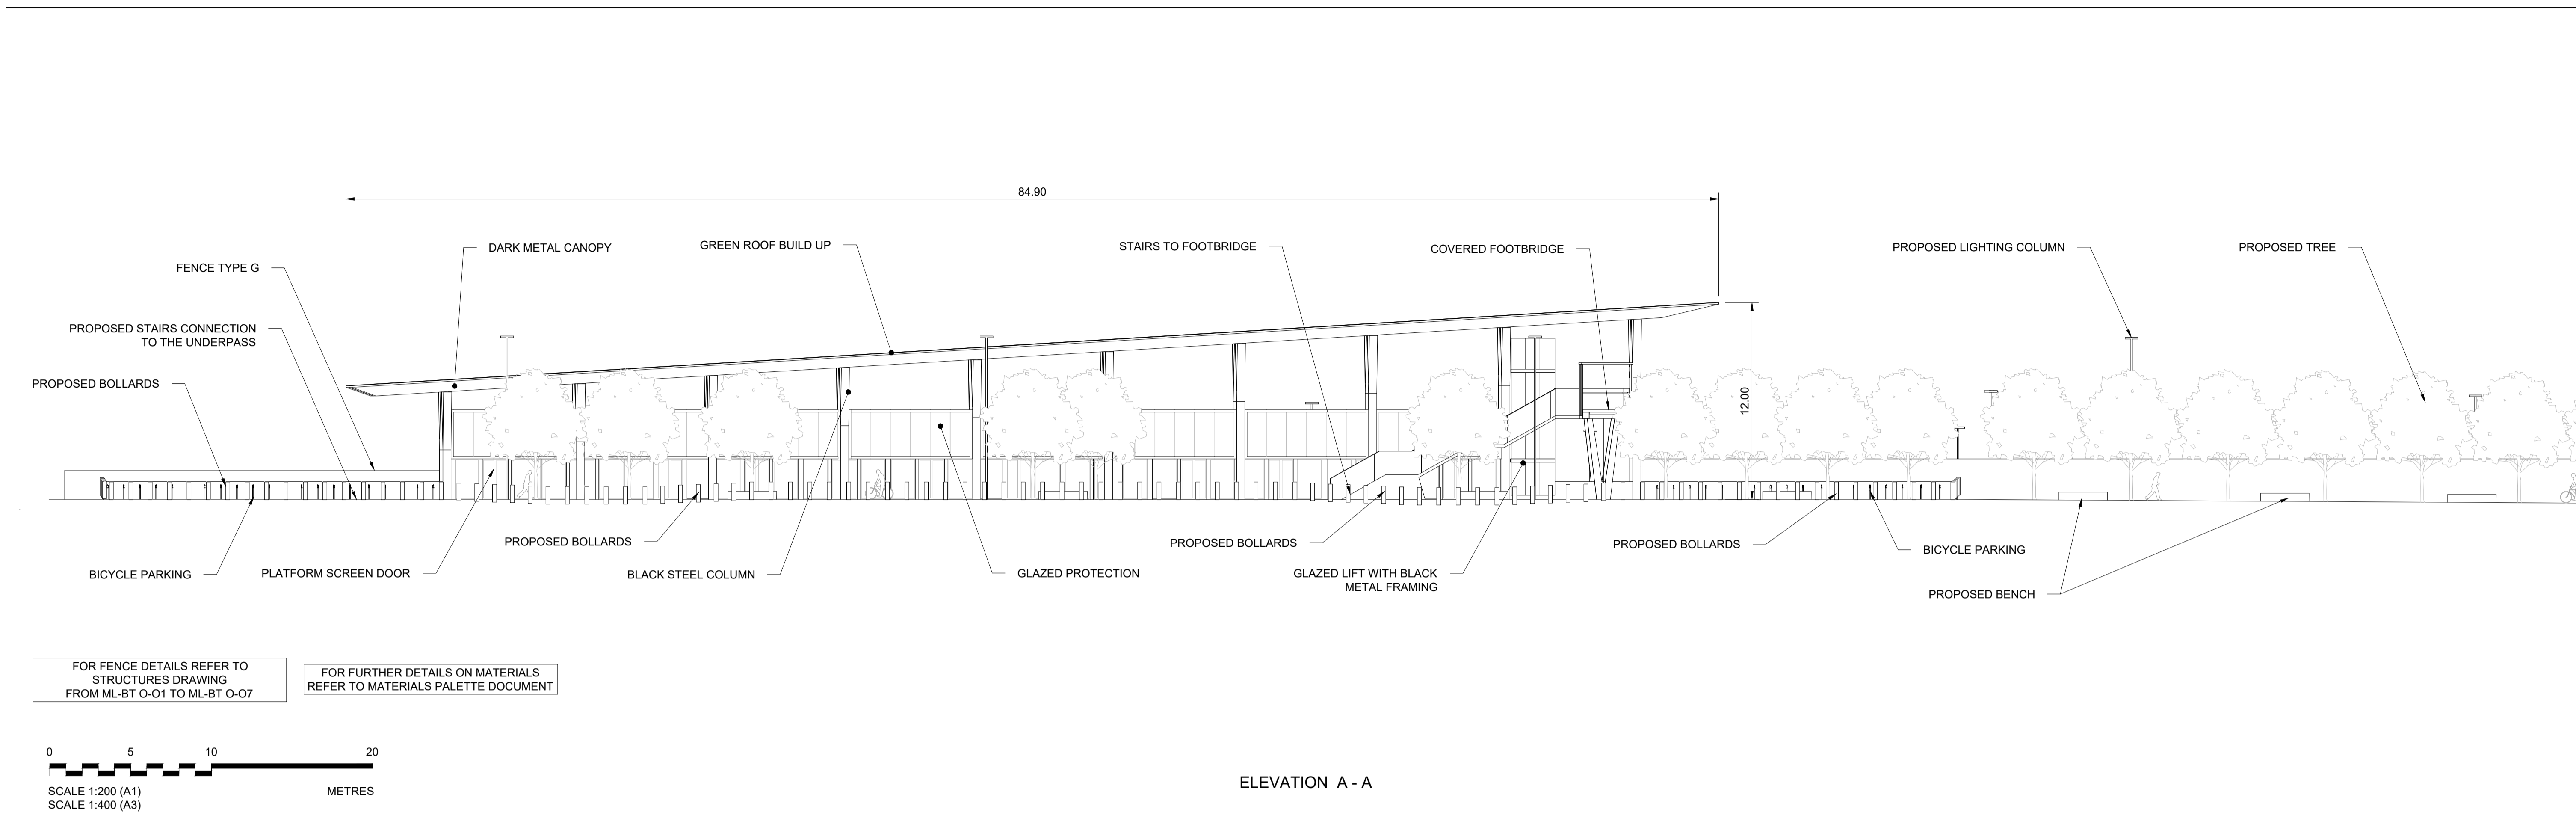 84.90
DARK METAL CANOPY
GREEN ROOF BUILD UP
STAIRS TO FOOTBRIDGE
COVERED FOOTBRIDGE
PROPOSED LIGHTING COLUMN
PROPOSED TREE
FENCE TYPE G
PROPOSED STAIRS CONNECTION
TO THE UNDERPASS
PROPOSED BOLLARDS
12.00
PROPOSED BOLLARDS
PROPOSED BOLLARDS
PROPOSED BOLLARDS
BICYCLE PARKING
BICYCLE PARKING
PLATFORM SCREEN DOOR
BLACK STEEL COLUMN
GLAZED PROTECTION
GLAZED LIFT WITH BLACK
METAL FRAMING
PROPOSED BENCH
FOR FENCE DETAILS REFER TO
STRUCTURES DRAWING
FROM ML-BT O-O1 TO ML-BT O-O7
FOR FURTHER DETAILS ON MATERIALS
REFER TO MATERIALS PALETTE DOCUMENT
0 5 10 20
SCALE 1:200 (A1) METRES
SCALE 1:400 (A3)
ELEVATION A - A